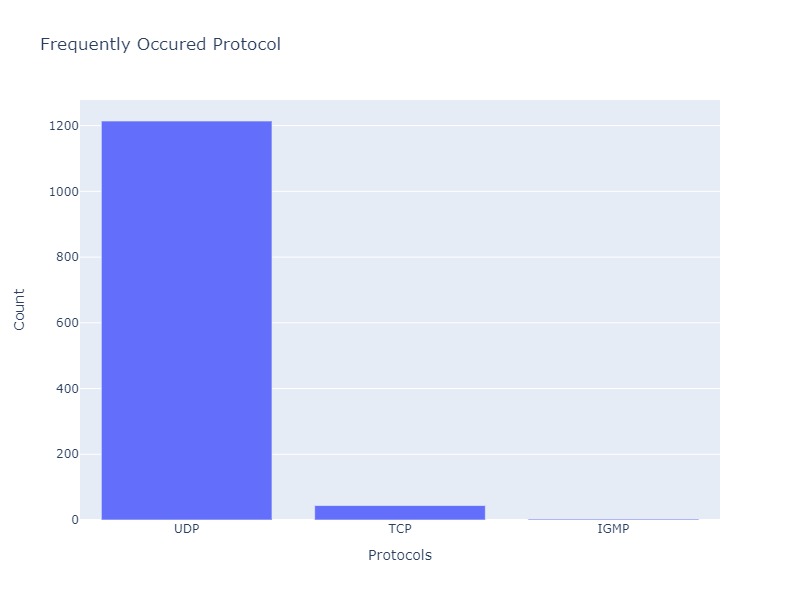 Frequently Occured Protocol
1200
1000
800
600
400
200
0
Count
UDP
TCP
IGMP
Protocols